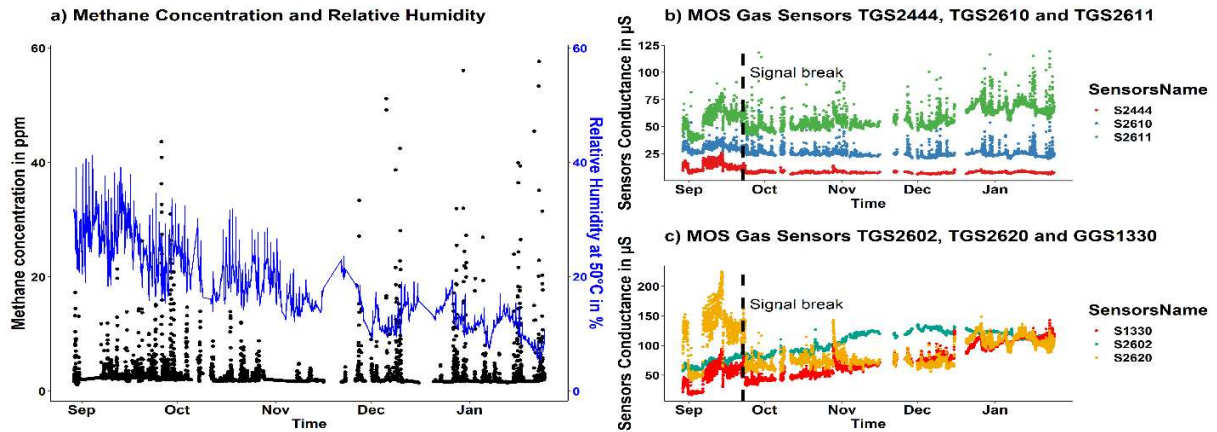 a) Methane Concentration and Relative Humidity
60
40
20
0
Methane concentration in ppm
60
40
20
0
Relative Humidity at 50°C in %
Sep Oct Nov Dec Jan
Time
b) MOS Gas Sensors TGS2444, TGS2610 and TGS2611
125
100
75
50
25
Sensors Conductance in µS
Signal break
Sep Oct Nov Dec Jan
Time
SensorsName
S2444
S2610
S2611
c) MOS Gas Sensors TGS2602, TGS2620 and GGS1330
200
150
100
50
Sensors Conductance in µS
Signal break
Sep Oct Nov Dec Jan
Time
SensorsName
S1330
S2602
S2620